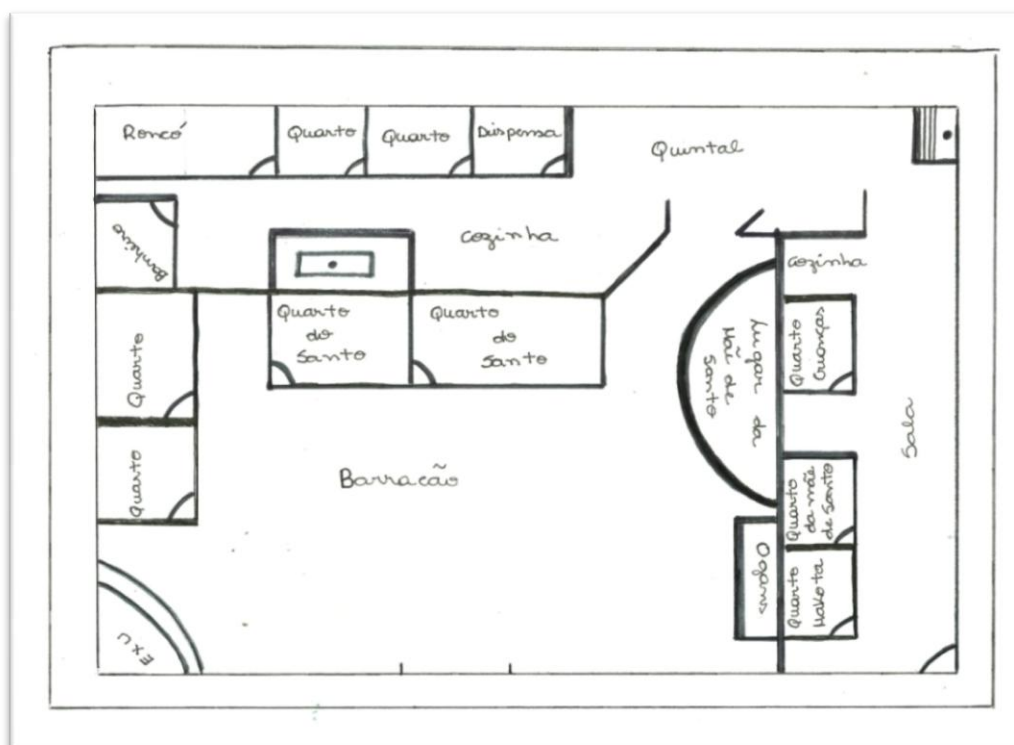 Roncó
Quarto
Quarto
Dispensa
Quintal
Banheiro
cozinha
cozinha
Quarto
do
Santo
Quarto
do
Santo
Quarto
Quarto
Barracão
Lugar da
Mãe de
Santo
Quarto
Crianças
Sala
Quarto
da mãe
de Santo
Quarto
Makota
EXU